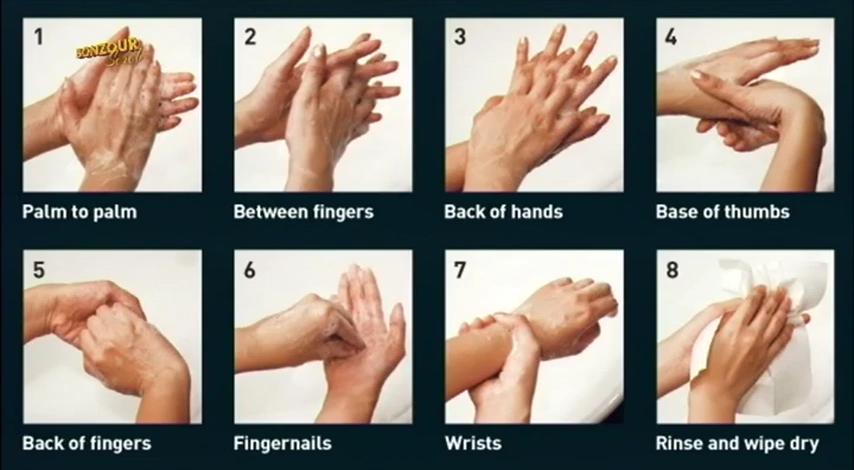 1
BONZOUR
Scrub
2
3
4
Palm to palm
Between fingers
Back of hands
Base of thumbs
5
6
7
8
Back of fingers
Fingernails
Wrists
Rinse and wipe dry